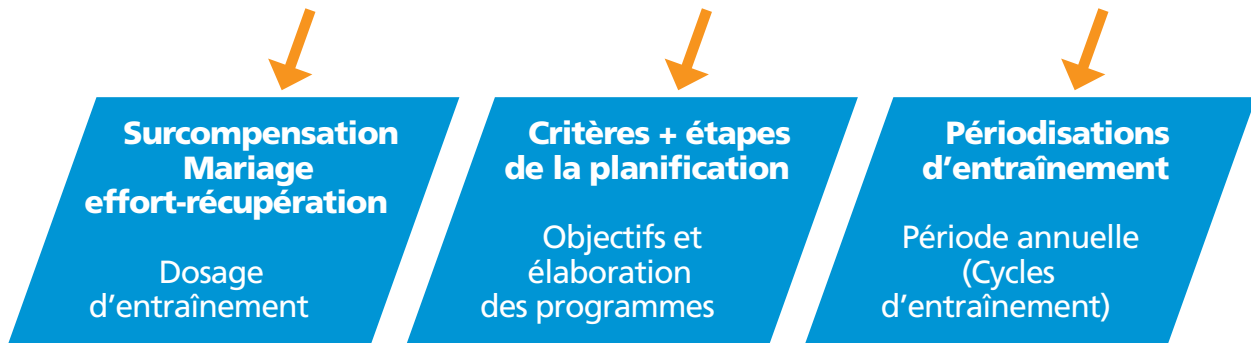 Surcompensation
Mariage
effort-récupération
Dosage
d’entraînement
Critères + étapes
de la planification
Objectifs et
élaboration
des programmes
Périodisations
d’entraînement
Période annuelle
(Cycles
d’entraînement)